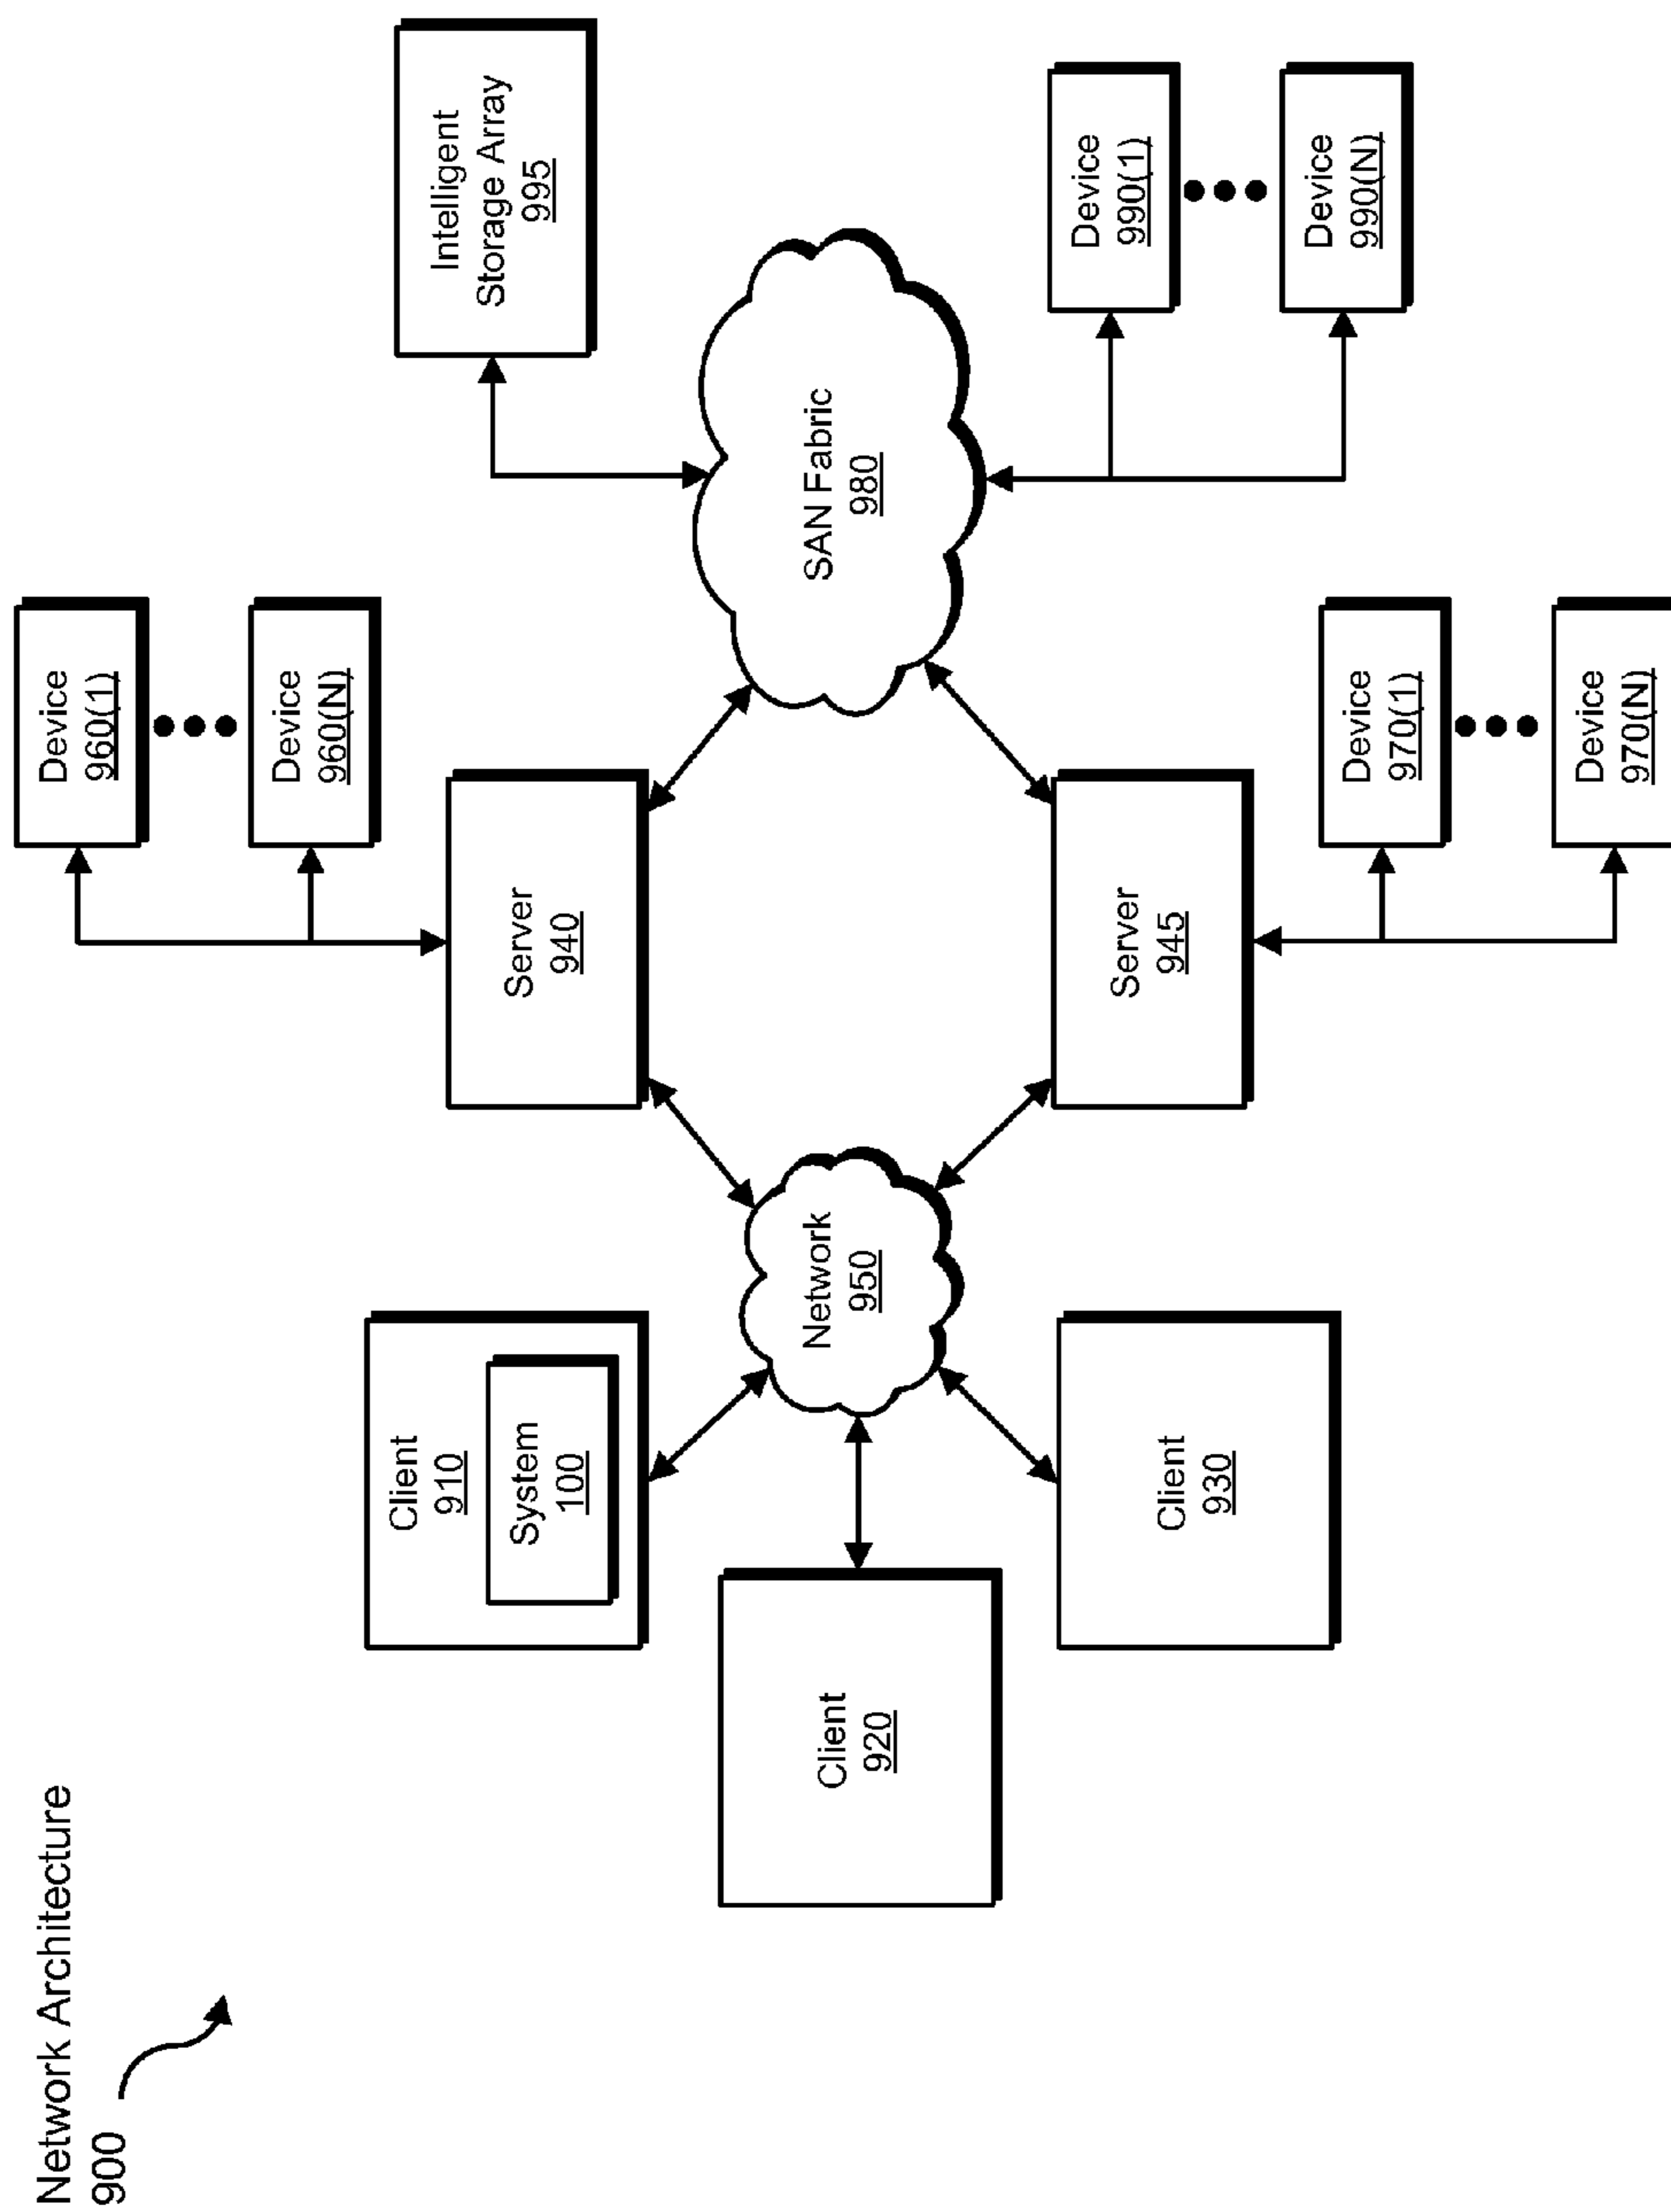 Network Architecture
900
Client
910
System
100
Client
920
Client
930
Network
950
Server
940
Server
945
Device
960(1)
Device
960(N)
Device
970(1)
Device
970(N)
SAN Fabric
980
Intelligent
Storage Array
995
Device
990(1)
Device
990(N)